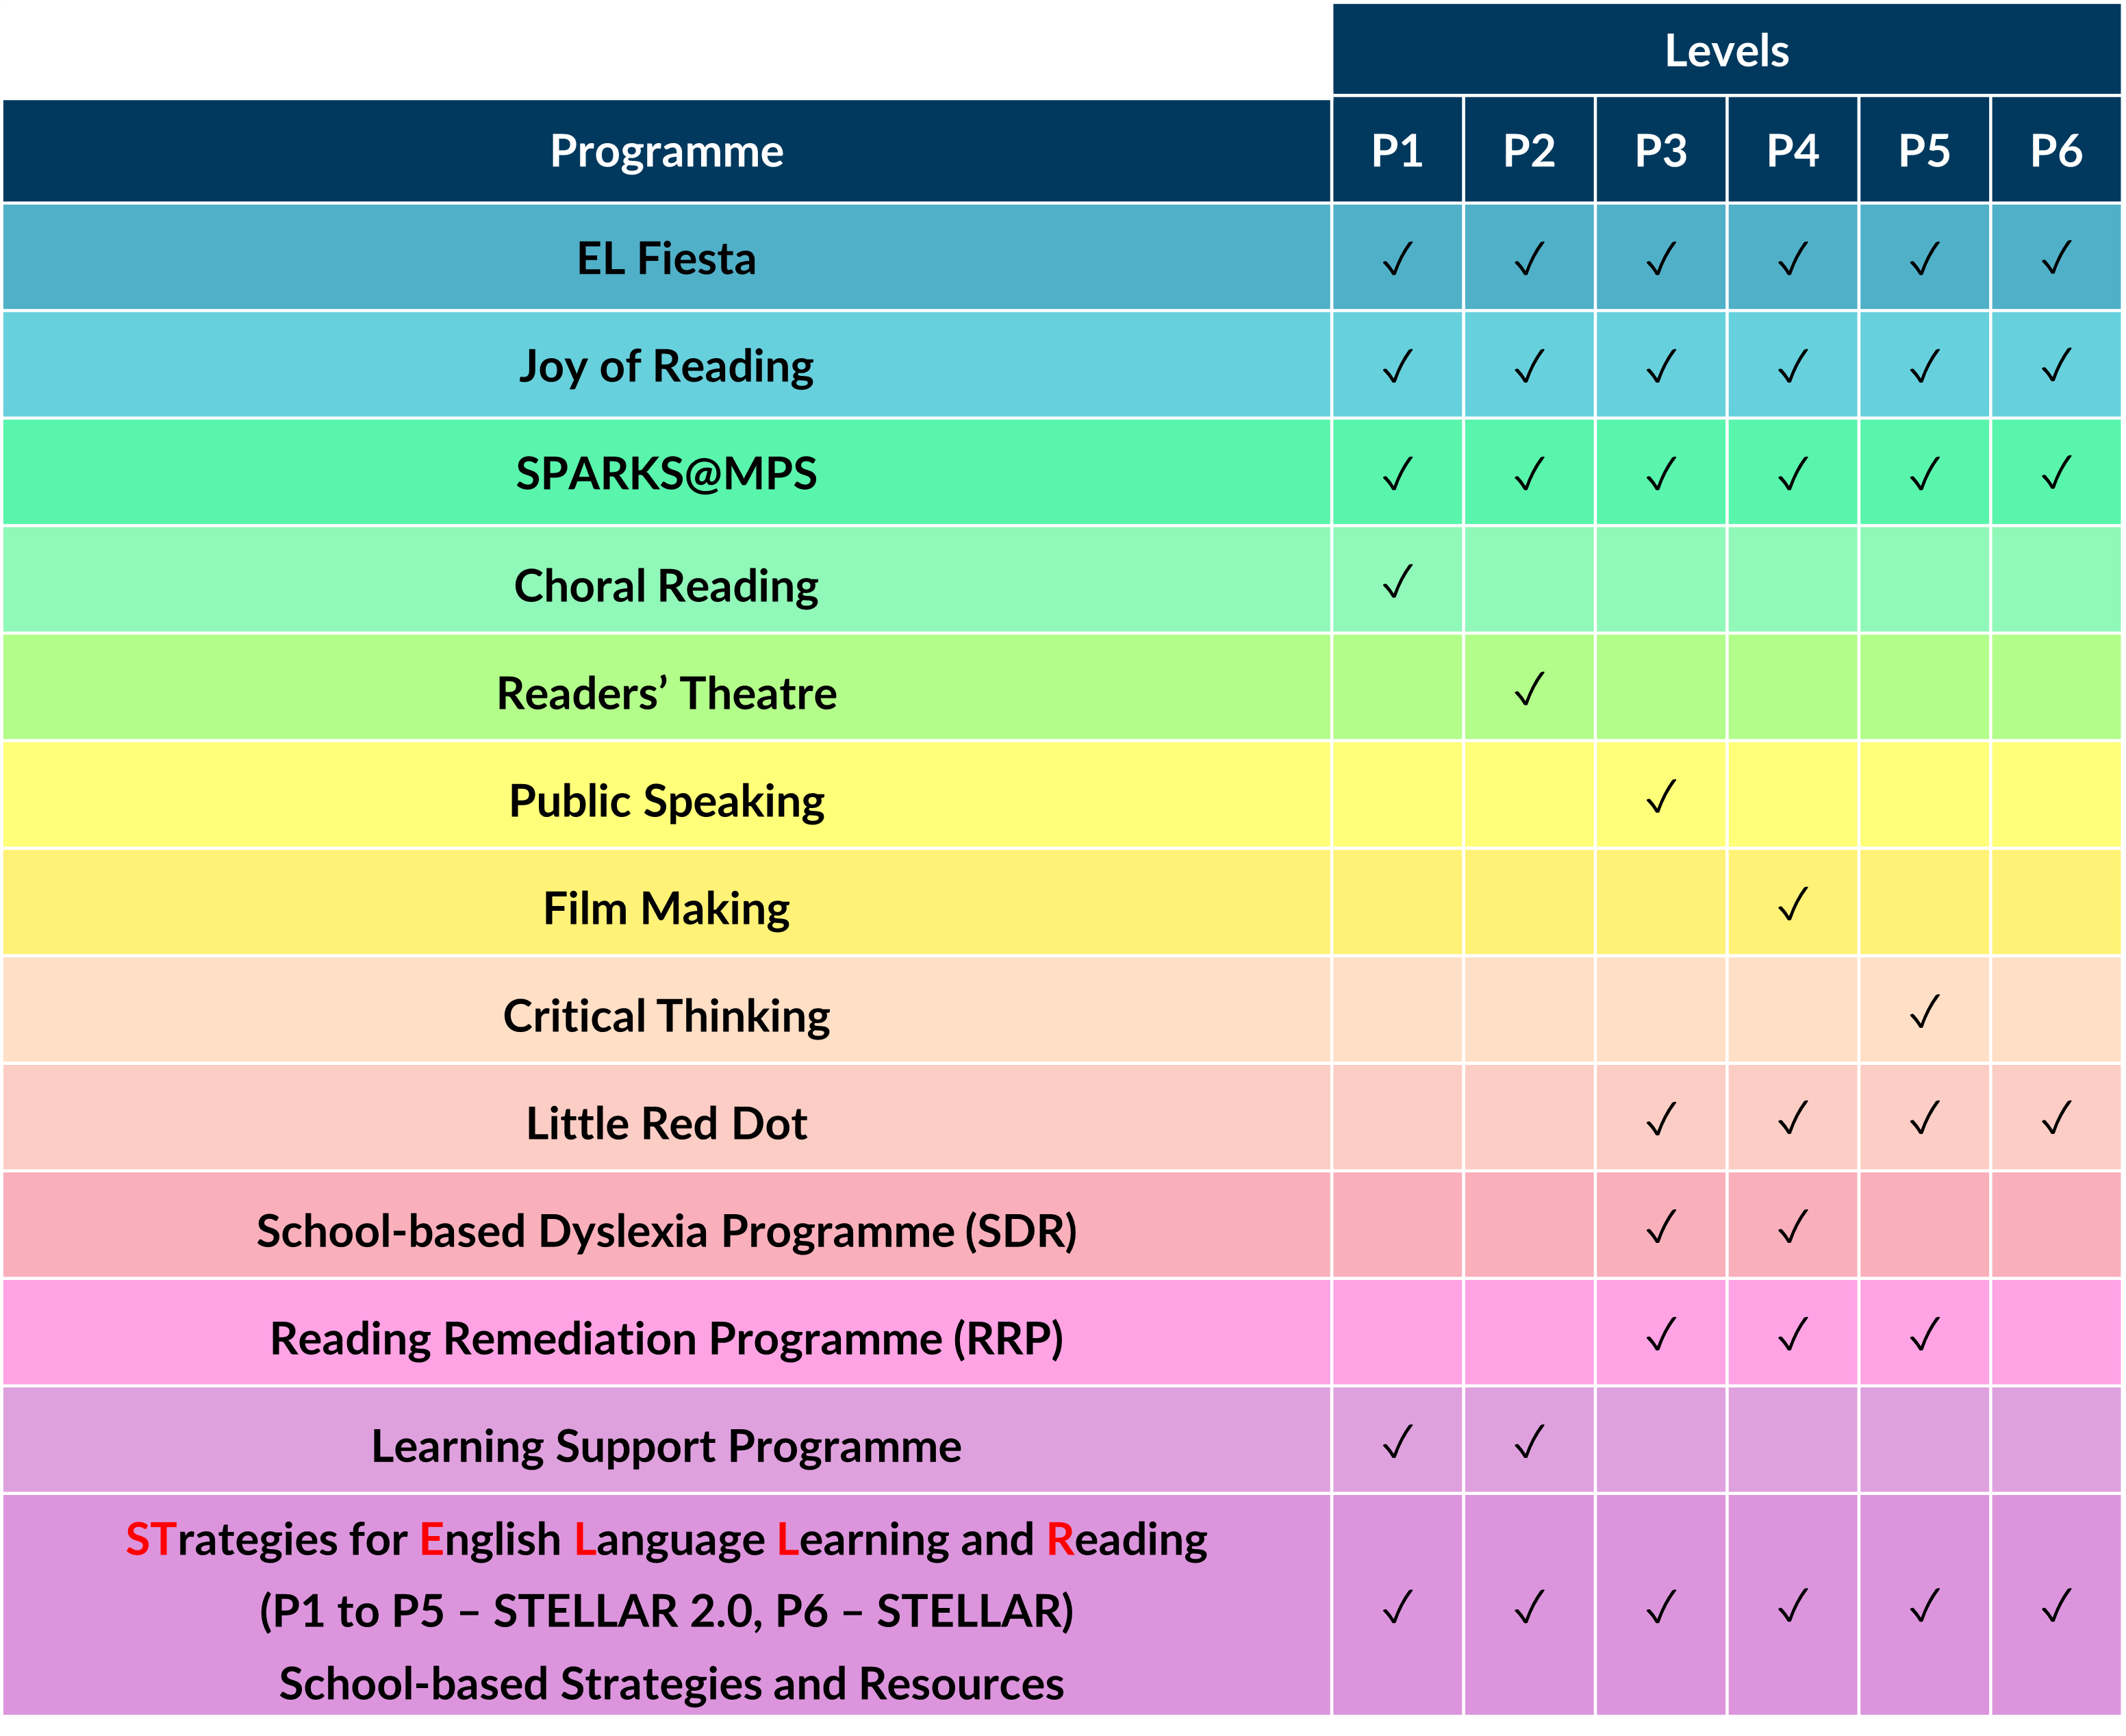 Levels
Programme P1 P2 P3 P4 P5 P6
EL Fiesta ✓ ✓ ✓ ✓ ✓ ✓
Joy of Reading ✓ ✓ ✓ ✓ ✓ ✓
SPARKS@MPS ✓ ✓ ✓ ✓ ✓ ✓
Choral Reading ✓
Readers’ Theatre ✓
Public Speaking ✓
Film Making ✓
Critical Thinking ✓
Little Red Dot ✓ ✓ ✓ ✓
School-based Dyslexia Programme (SDR) ✓ ✓
Reading Remediation Programme (RRP) ✓ ✓ ✓
Learning Support Programme ✓ ✓
STrategies for English Language Learning and Reading
(P1 to P5 – STELLAR 2.0, P6 – STELLAR) ✓ ✓ ✓ ✓ ✓ ✓
School-based Strategies and Resources